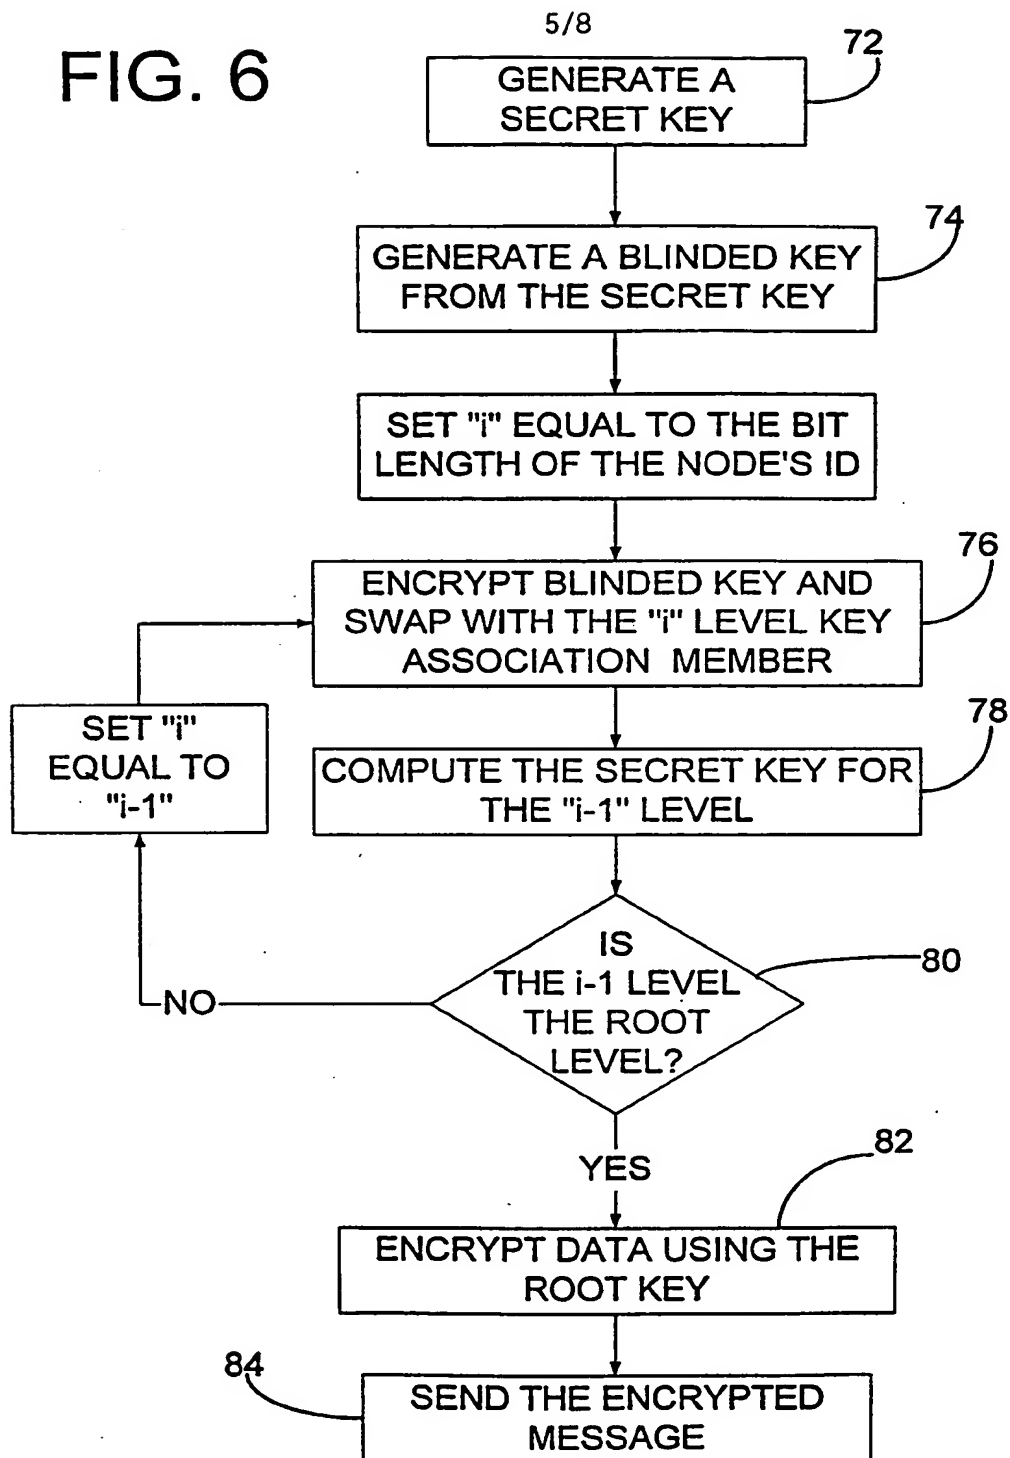 5/8
FIG. 6
72
GENERATE A
SECRET KEY
74
GENERATE A BLINDED KEY
FROM THE SECRET KEY
SET "i" EQUAL TO THE BIT
LENGTH OF THE NODE'S ID
76
ENCRYPT BLINDED KEY AND
SWAP WITH THE "i" LEVEL KEY
ASSOCIATION MEMBER
SET "i"
EQUAL TO
"i-1"
78
COMPUTE THE SECRET KEY FOR
THE "i-1" LEVEL
IS
THE i-1 LEVEL
THE ROOT
LEVEL?
80
NO
YES
82
ENCRYPT DATA USING THE
ROOT KEY
84
SEND THE ENCRYPTED
MESSAGE